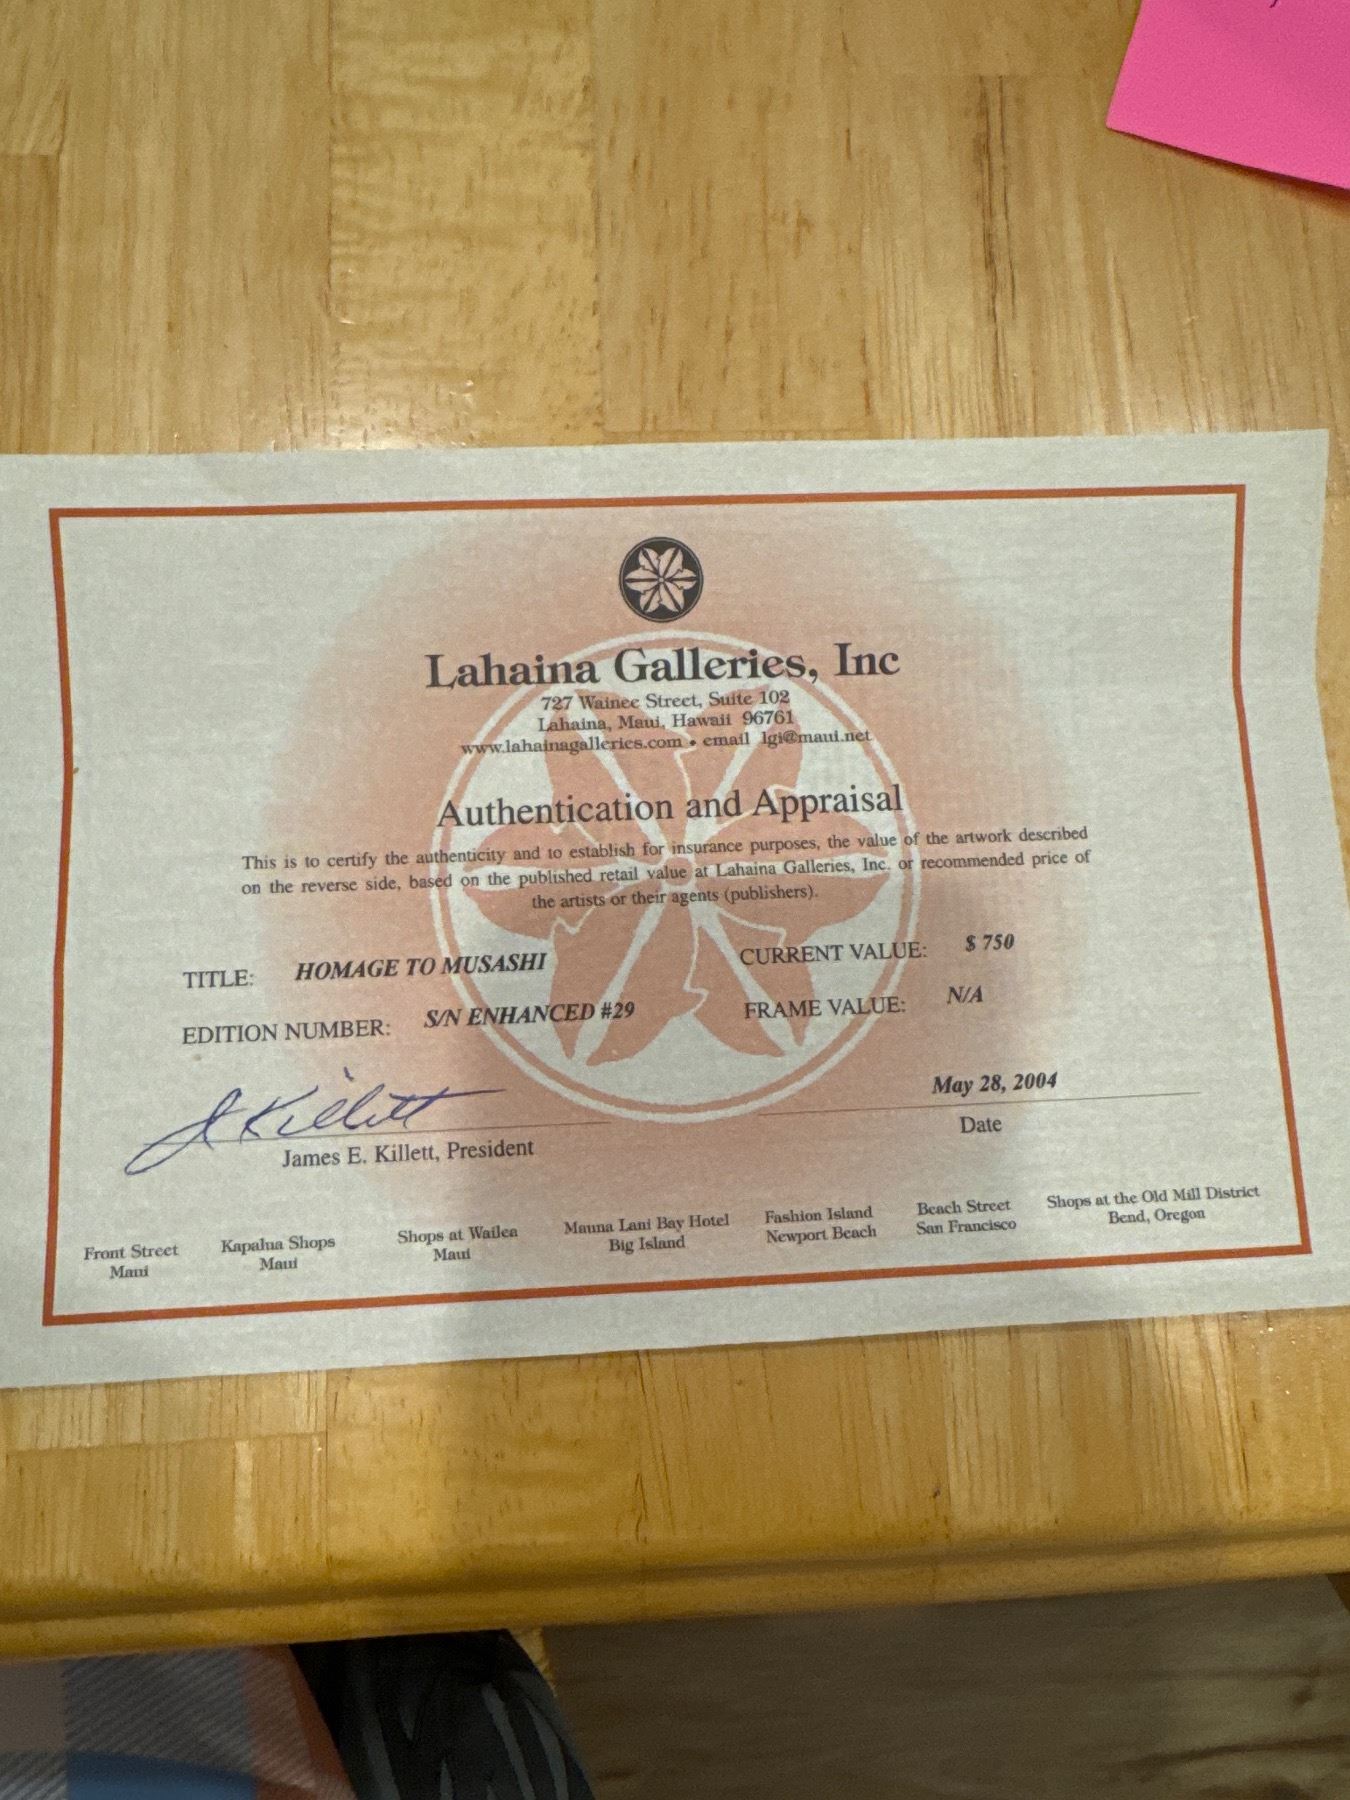 Lahaina Galleries, Inc
727 Wainee Street, Suite 102
Lahaina, Maui, Hawaii 96761
www.lahainagalleries.com • email lgi@maui.net
Authentication and Appraisal
This is to certify the authenticity and to establish for insurance purposes, the value of the artwork described
on the reverse side, based on the published retail value at Lahaina Galleries, Inc. or recommended price of
the artists or their agents (publishers).
TITLE: HOMAGE TO MUSASHI CURRENT VALUE: $ 750
EDITION NUMBER: S/N ENHANCED #29 FRAME VALUE: N/A
J Killett
May 28, 2004
James E. Killett, President Date
Front Street Kapalua Shops Shops at Wailea Mauna Lani Bay Hotel Fashion Island Beach Street Shops at the Old Mill District
Maui Maui Maui Big Island Newport Beach San Francisco Bend, Oregon